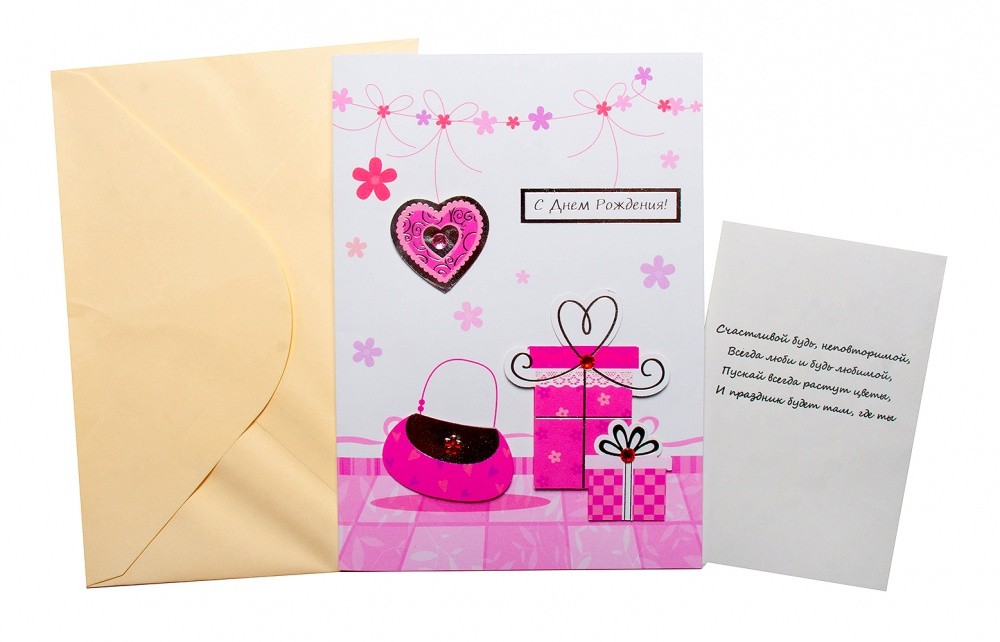 С Днем Рождения!
Счастливой будь, неповторимой,
Всегда люби и будь любимой,
Пускай всегда растут цветы,
И праздник будет там, где ты